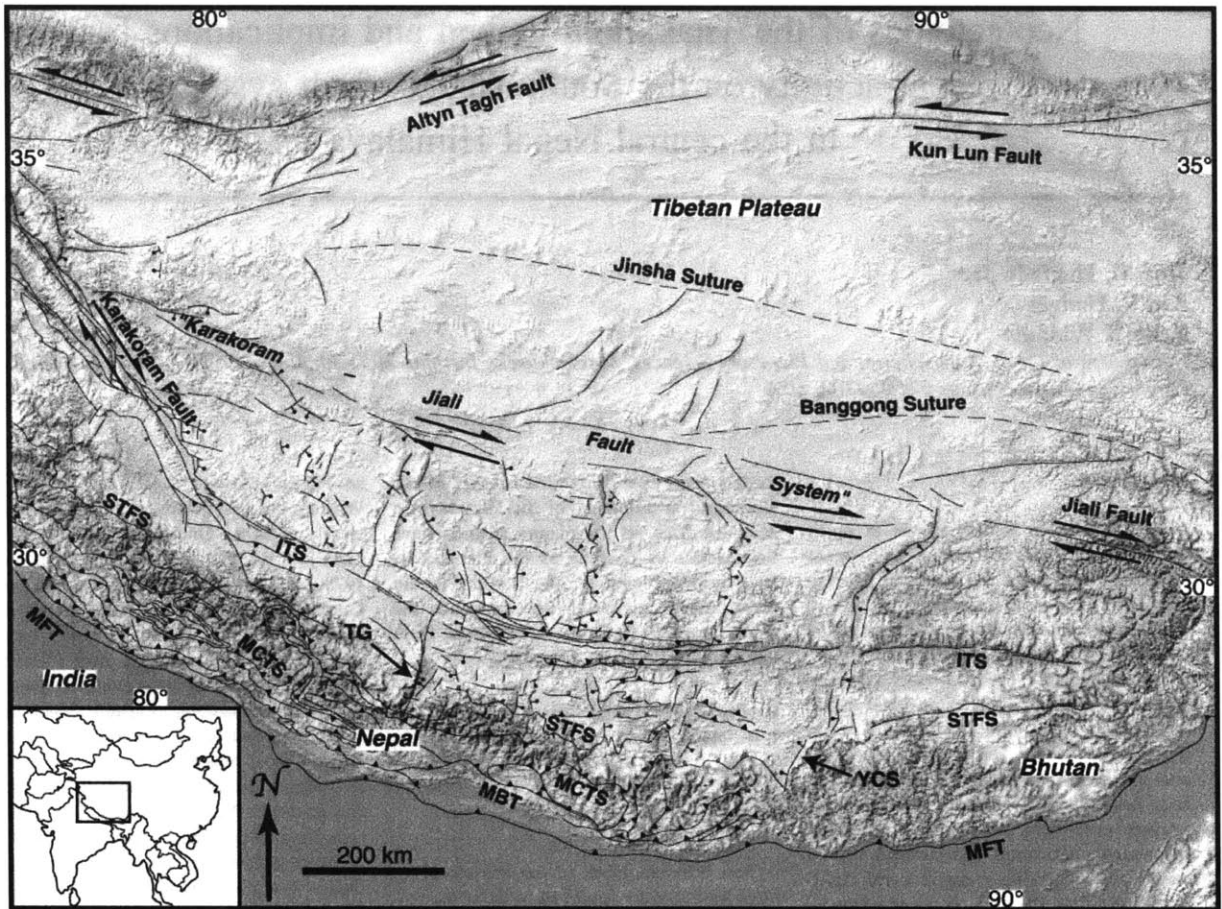 80°
90°
Altyn Tagh Fault
Kun Lun Fault
35°
35°
Tibetan Plateau
Jinsha Suture
Karakoram Fault
"Karakoram
Jiali
Fault
System"
Banggong Suture
Jiali Fault
STFS
ITS
30°
30°
MFT
MCTS
TG
India
80°
ITS
STFS
Nepal
STFS
Bhutan
YCS
MBT
MCTS
MFT
N
200 km
90°